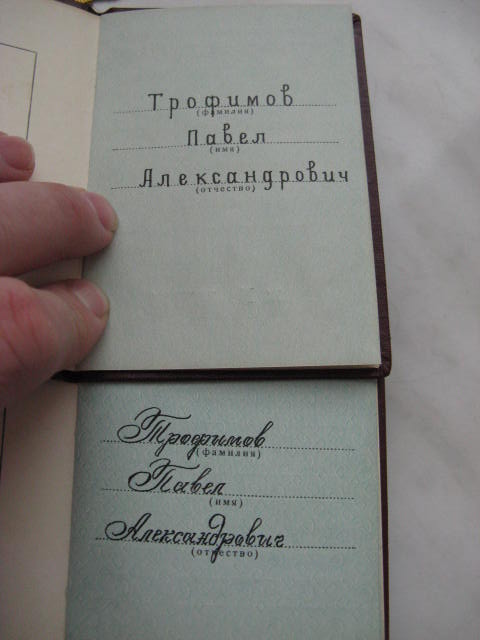 Трофимов
(фамилия)
Павел
(имя)
Александрович
(отчество)
Трофимов
(фамилия)
Павел
(имя)
Александрович
(отчество)